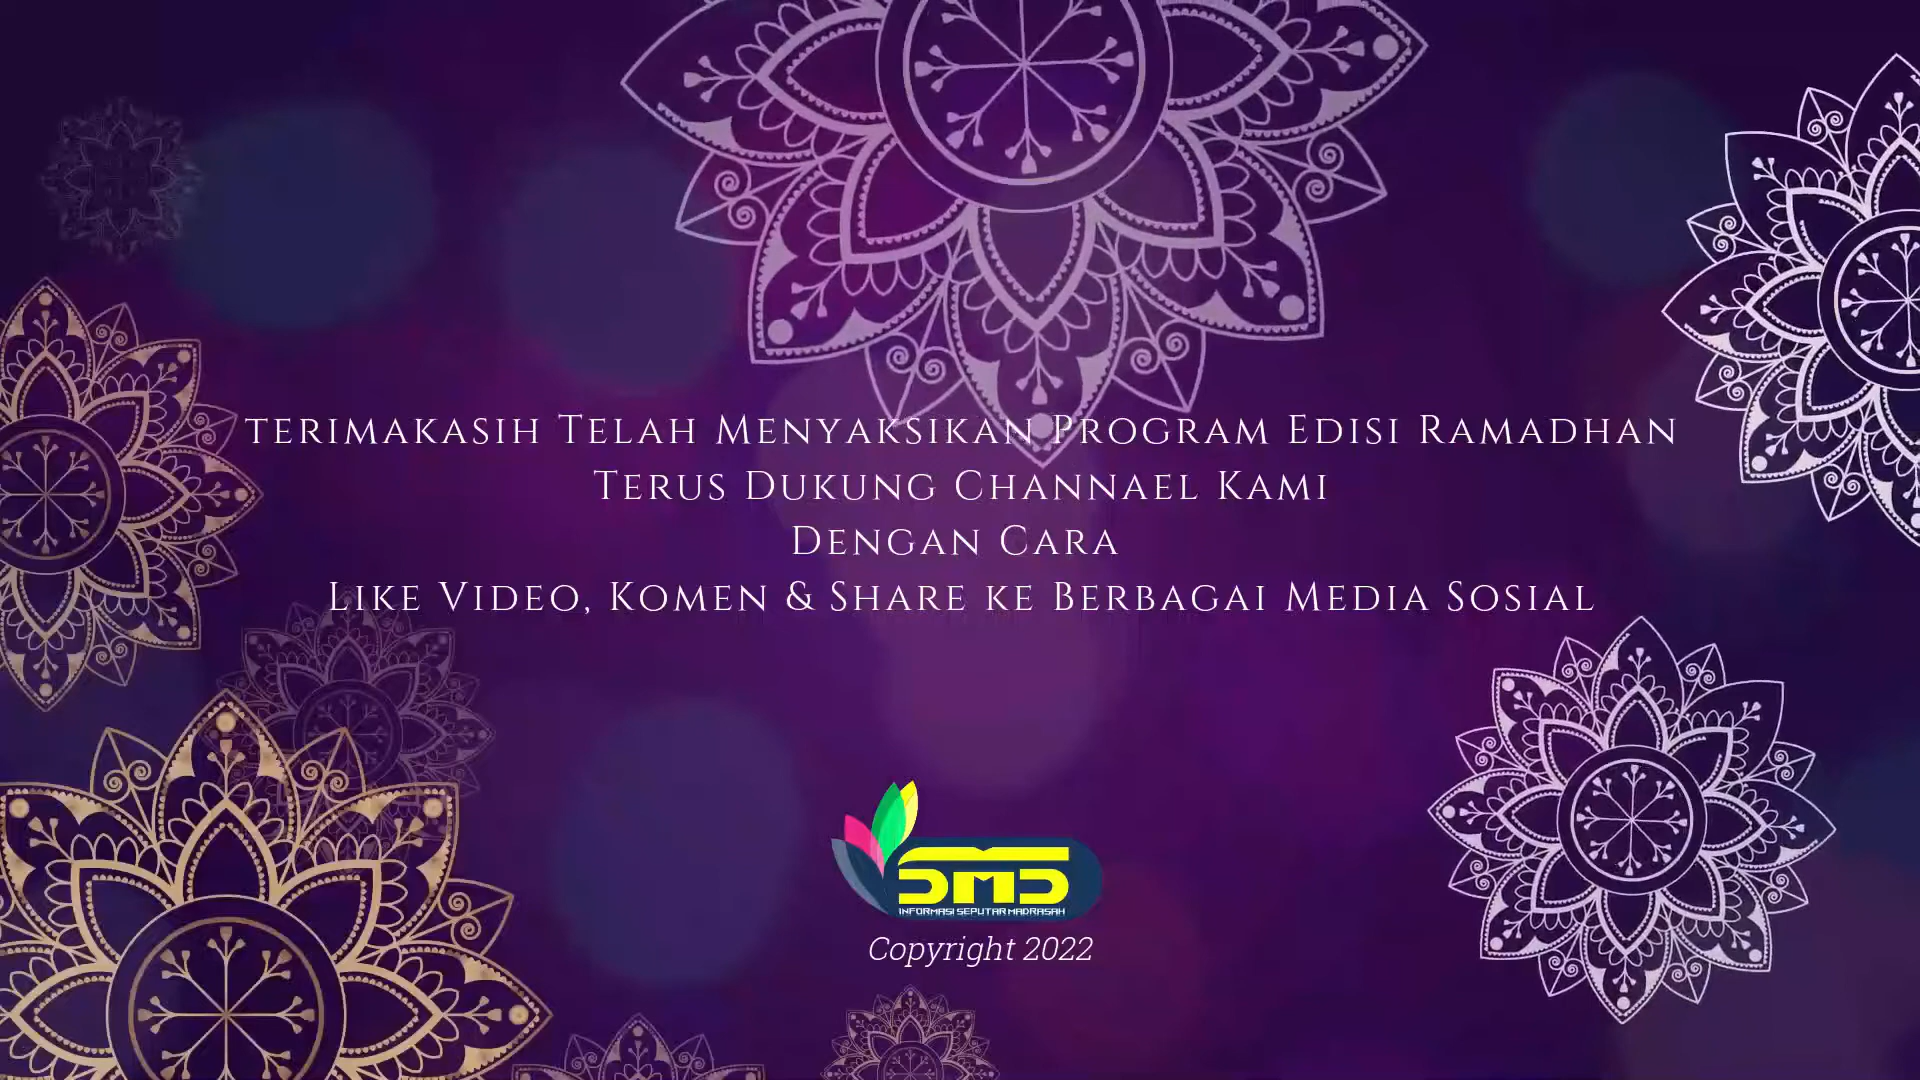 TERIMAKASIH TELAH MENYAKSIKAN PROGRAM EDISI RAMADHAN
TERUS DUKUNG CHANNAEL KAMI
DENGAN CARA
LIKE VIDEO, KOMEN & SHARE KE BERBAGAI MEDIA SOSIAL
SMS
INFORMASI SEPUTAR MADRASAH
Copyright 2022